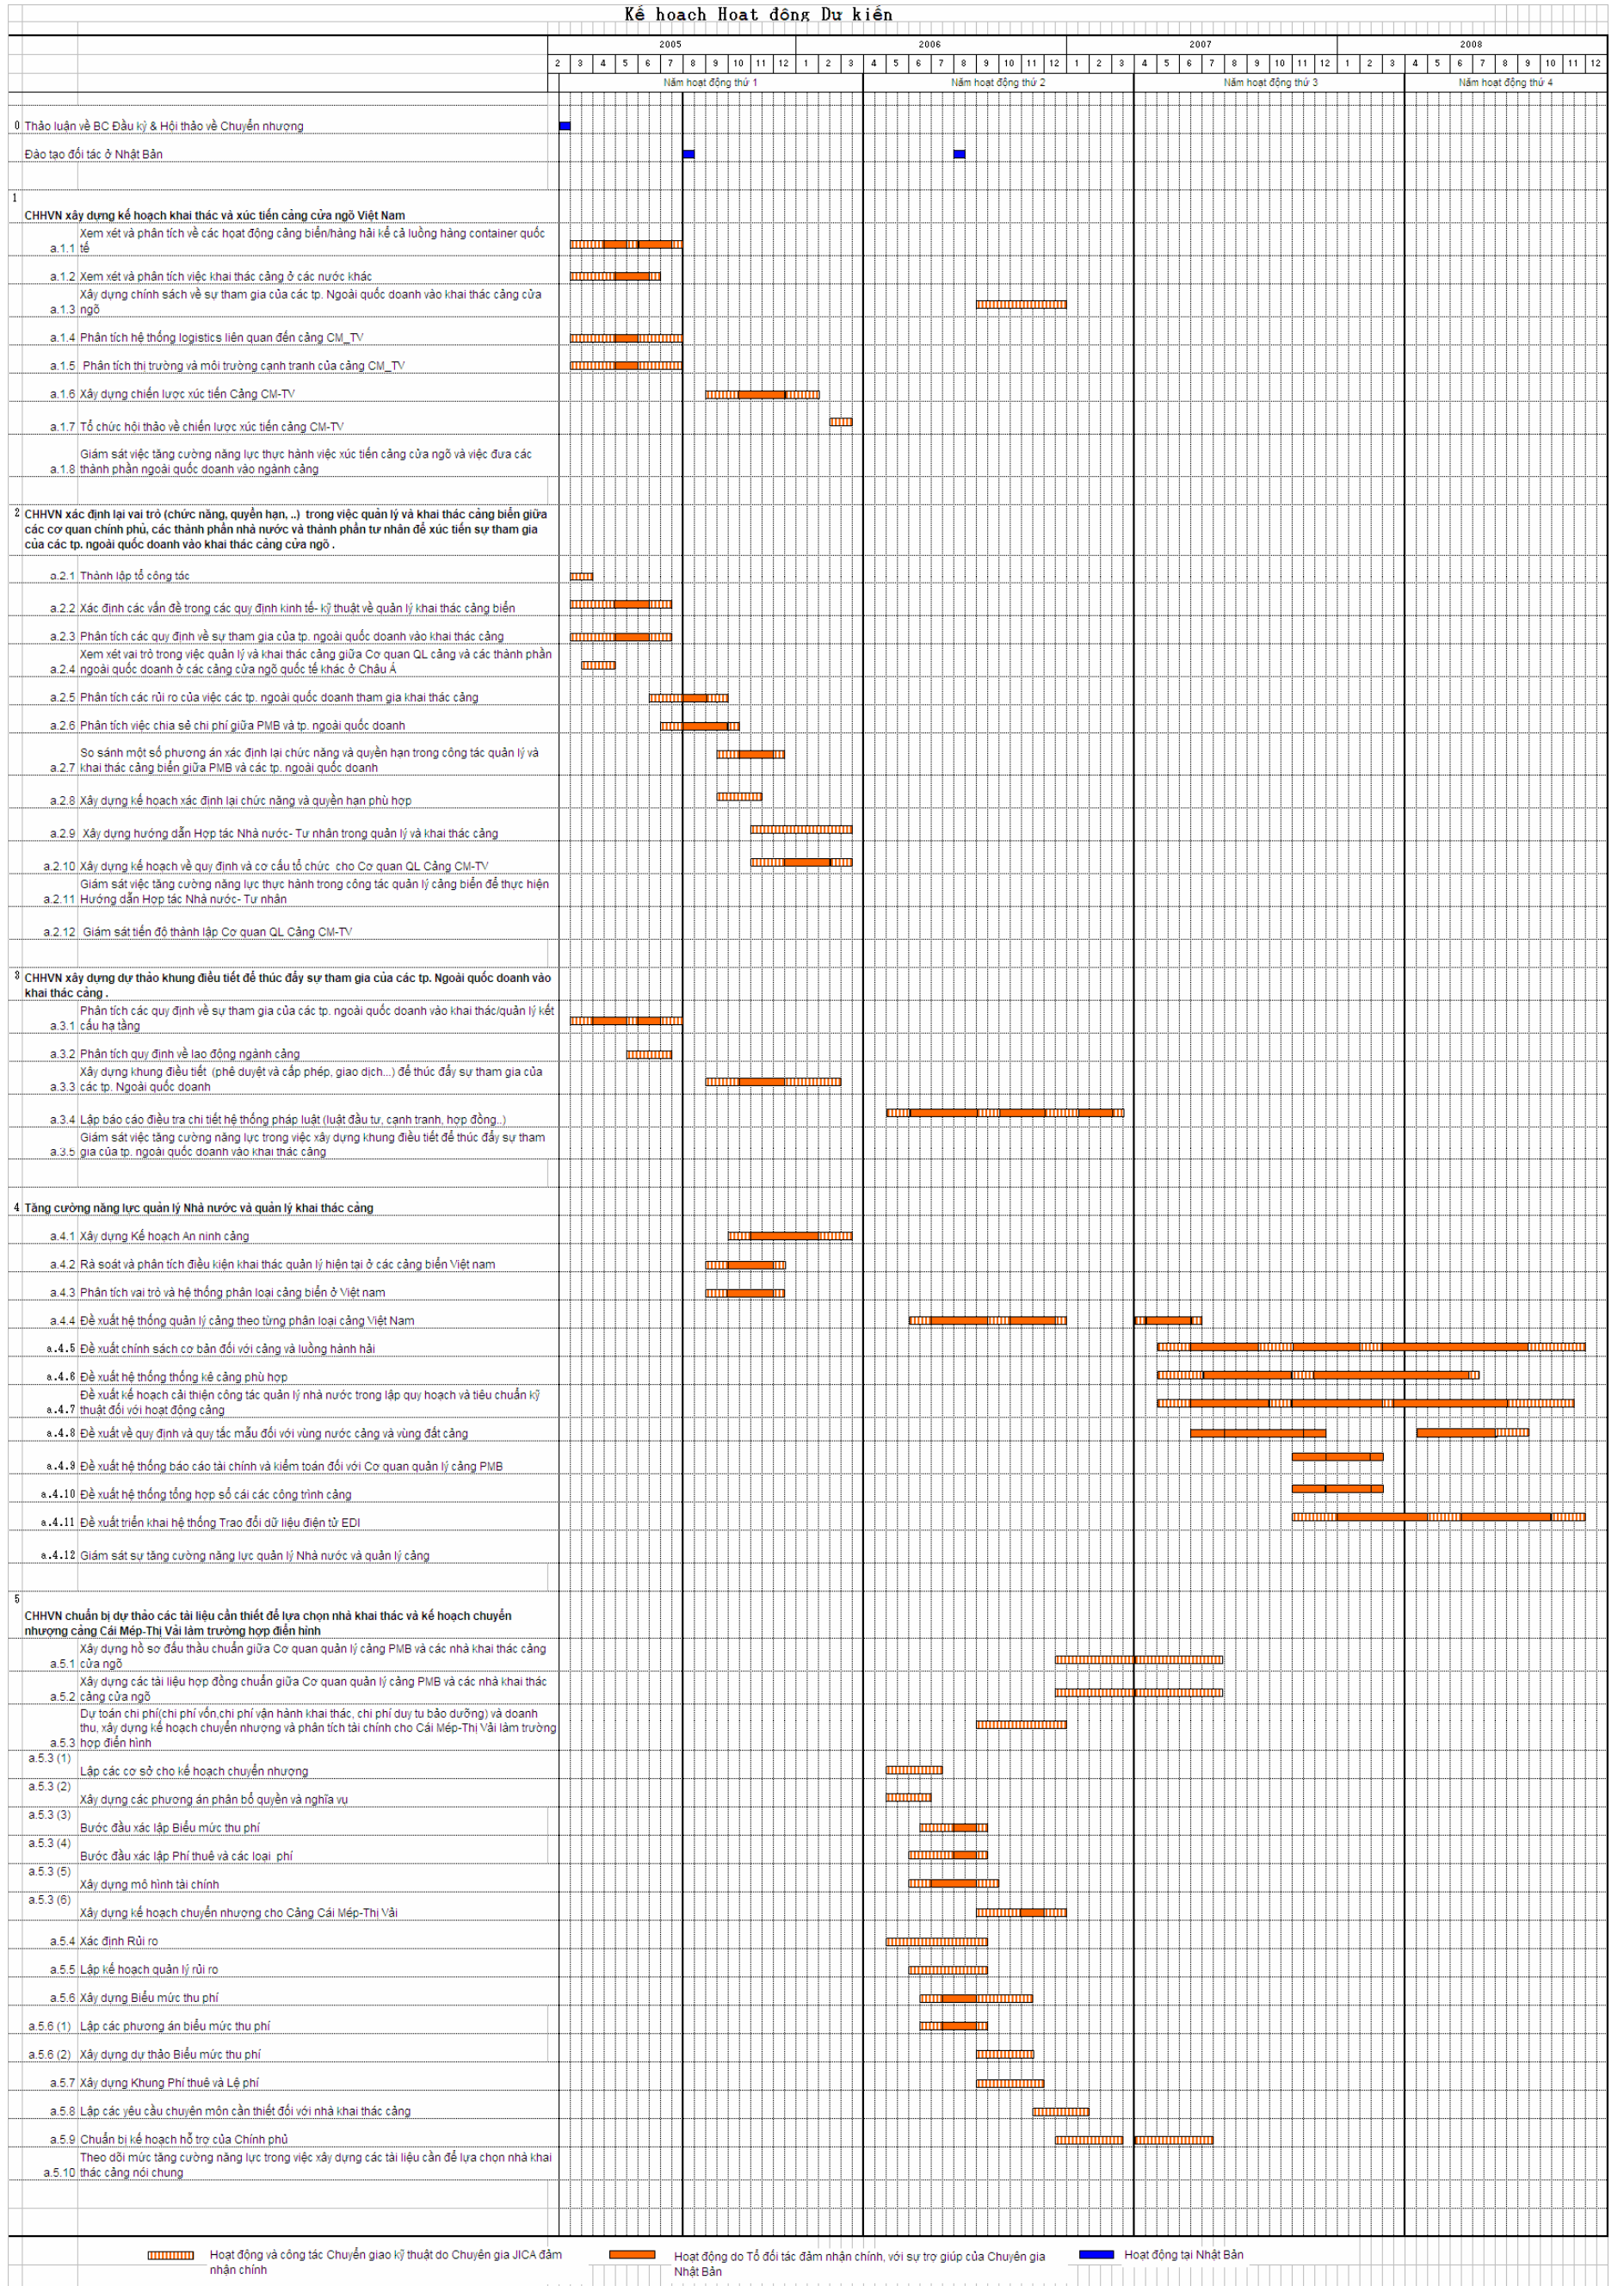 Kế hoạch Hoạt động Dự kiến
2005 2006 2007 2008
2 3 4 5 6 7 8 9 10 11 12 1 2 3 4 5 6 7 8 9 10 11 12 1 2 3 4 5 6 7 8 9 10 11 12 1 2 3 4 5 6 7 8 9 10 11 12
Năm hoạt động thứ 1 Năm hoạt động thứ 2 Năm hoạt động thứ 3 Năm hoạt động thứ 4
0 Thảo luận về BC Đầu kỳ & Hội thảo về Chuyển nhượng
Đào tạo đối tác ở Nhật Bản
1
CHHVN xây dựng kế hoạch khai thác và xúc tiến cảng cửa ngõ Việt Nam
Xem xét và phân tích về các hoạt động cảng biển/hàng hải kể cả luồng hàng container quốc
a.1.1 tế
a.1.2 Xem xét và phân tích việc khai thác cảng ở các nước khác
Xây dựng chính sách về sự tham gia của các tp. Ngoài quốc doanh vào khai thác cảng cửa
a.1.3 ngõ
a.1.4 Phân tích hệ thống logistics liên quan đến cảng CM_TV
a.1.5 Phân tích thị trường và môi trường cạnh tranh của cảng CM_TV
a.1.6 Xây dựng chiến lược xúc tiến Cảng CM-TV
a.1.7 Tổ chức hội thảo về chiến lược xúc tiến cảng CM-TV
Giám sát việc tăng cường năng lực thực hành việc xúc tiến cảng cửa ngõ và việc đưa các
a.1.8 thành phần ngoài quốc doanh vào ngành cảng
2 CHHVN xác định lại vai trò (chức năng, quyền hạn, ..) trong việc quản lý và khai thác cảng biển giữa
các cơ quan chính phủ, các thành phần nhà nước và thành phần tư nhân để xúc tiến sự tham gia
của các tp. ngoài quốc doanh vào khai thác cảng cửa ngõ .
a.2.1 Thành lập tổ công tác
a.2.2 Xác định các vấn đề trong các quy định kinh tế- kỹ thuật về quản lý khai thác cảng biển
a.2.3 Phân tích các quy định về sự tham gia của tp. ngoài quốc doanh vào khai thác cảng
Xem xét vai trò trong việc quản lý và khai thác cảng giữa Cơ quan QL cảng và các thành phần
a.2.4 ngoài quốc doanh ở các cảng cửa ngõ quốc tế khác ở Châu Á
a.2.5 Phân tích các rủi ro của việc các tp. ngoài quốc doanh tham gia khai thác cảng
a.2.6 Phân tích việc chia sẻ chi phí giữa PMB và tp. ngoài quốc doanh
So sánh một số phương án xác định lại chức năng và quyền hạn trong công tác quản lý và
a.2.7 khai thác cảng biển giữa PMB và các tp. ngoài quốc doanh
a.2.8 Xây dựng kế hoạch xác định lại chức năng và quyền hạn phù hợp
a.2.9 Xây dựng hướng dẫn Hợp tác Nhà nước- Tư nhân trong quản lý và khai thác cảng
a.2.10 Xây dựng kế hoạch về quy định và cơ cấu tổ chức cho Cơ quan QL Cảng CM-TV
Giám sát việc tăng cường năng lực thực hành trong công tác quản lý cảng biển để thực hiện
a.2.11 Hướng dẫn Hợp tác Nhà nước- Tư nhân
a.2.12 Giám sát tiến độ thành lập Cơ quan QL Cảng CM-TV
3 CHHVN xây dựng dự thảo khung điều tiết để thúc đẩy sự tham gia của các tp. Ngoài quốc doanh vào
khai thác cảng .
Phân tích các quy định về sự tham gia của các tp. ngoài quốc doanh vào khai thác/quản lý kết
a.3.1 cấu hạ tầng
a.3.2 Phân tích quy định về lao động ngành cảng
Xây dựng khung điều tiết (phê duyệt và cấp phép, giao dịch...) để thúc đẩy sự tham gia của
a.3.3 các tp. Ngoài quốc doanh
a.3.4 Lập báo cáo điều tra chi tiết hệ thống pháp luật (luật đầu tư, cạnh tranh, hợp đồng..)
Giám sát việc tăng cường năng lực trong việc xây dựng khung điều tiết để thúc đẩy sự tham
a.3.5 gia của tp. ngoài quốc doanh vào khai thác cảng
4 Tăng cường năng lực quản lý Nhà nước và quản lý khai thác cảng
a.4.1 Xây dựng Kế hoạch An ninh cảng
a.4.2 Rà soát và phân tích điều kiện khai thác quản lý hiện tại ở các cảng biển Việt nam
a.4.3 Phân tích vai trò và hệ thống phân loại cảng biển ở Việt nam
a.4.4 Đề xuất hệ thống quản lý cảng theo từng phân loại cảng Việt Nam
a.4.5 Đề xuất chính sách cơ bản đối với cảng và luồng hành hải
a.4.6 Đề xuất hệ thống thống kê cảng phù hợp
Đề xuất kế hoạch cải thiện công tác quản lý nhà nước trong lập quy hoạch và tiêu chuẩn kỹ
a.4.7 thuật đối với hoạt động cảng
a.4.8 Đề xuất về quy định và quy tắc mẫu đối với vùng nước cảng và vùng đất cảng
a.4.9 Đề xuất hệ thống báo cáo tài chính và kiểm toán đối với Cơ quan quản lý cảng PMB
a.4.10 Đề xuất hệ thống tổng hợp sổ cái các công trình cảng
a.4.11 Đề xuất triển khai hệ thống Trao đổi dữ liệu điện tử EDI
a.4.12 Giám sát sự tăng cường năng lực quản lý Nhà nước và quản lý cảng
5
CHHVN chuẩn bị dự thảo các tài liệu cần thiết để lựa chọn nhà khai thác và kế hoạch chuyển
nhượng cảng Cái Mép-Thị Vải làm trường hợp điển hình
Xây dựng hồ sơ đấu thầu chuẩn giữa Cơ quan quản lý cảng PMB và các nhà khai thác cảng
a.5.1 cửa ngõ
Xây dựng các tài liệu hợp đồng chuẩn giữa Cơ quan quản lý cảng PMB và các nhà khai thác
a.5.2 cảng cửa ngõ
Dự toán chi phí(chi phí vốn,chi phí vận hành khai thác, chi phí duy tu bảo dưỡng) và doanh
thu, xây dựng kế hoạch chuyển nhượng và phân tích tài chính cho Cái Mép-Thị Vải làm trường
a.5.3 hợp điển hình
a.5.3 (1)
Lập các cơ sở cho kế hoạch chuyển nhượng
a.5.3 (2)
Xây dựng các phương án phân bổ quyền và nghĩa vụ
a.5.3 (3)
Bước đầu xác lập Biểu mức thu phí
a.5.3 (4)
Bước đầu xác lập Phí thuê và các loại phí
a.5.3 (5)
Xây dựng mô hình tài chính
a.5.3 (6)
Xây dựng kế hoạch chuyển nhượng cho Cảng Cái Mép-Thị Vải
a.5.4 Xác định Rủi ro
a.5.5 Lập kế hoạch quản lý rủi ro
a.5.6 Xây dựng Biểu mức thu phí
a.5.6 (1) Lập các phương án biểu mức thu phí
a.5.6 (2) Xây dựng dự thảo Biểu mức thu phí
a.5.7 Xây dựng Khung Phí thuê và Lệ phí
a.5.8 Lập các yêu cầu chuyên môn cần thiết đối với nhà khai thác cảng
a.5.9 Chuẩn bị kế hoạch hỗ trợ của Chính phủ
Theo dõi mức tăng cường năng lực trong việc xây dựng các tài liệu cần để lựa chọn nhà khai
a.5.10 thác cảng nói chung
Hoạt động và công tác Chuyển giao kỹ thuật do Chuyên gia JICA đảm
nhận chính
Hoạt động do Tổ đối tác đảm nhận chính, với sự trợ giúp của Chuyên gia
Nhật Bản
Hoạt động tại Nhật Bản